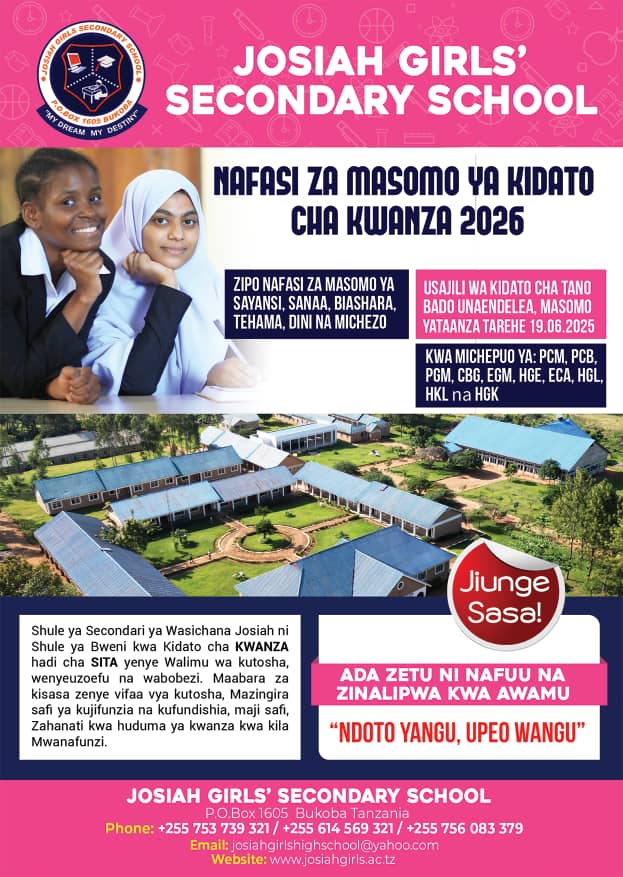 JOSIAH GIRLS SECONDARY SCHOOL
P.O.BOX 1605 BUKOBA
"MY DREAM MY DESTINY"
JOSIAH GIRLS'
SECONDARY SCHOOL
NAFASI ZA MASOMO YA KIDATO
CHA KWANZA 2026
ZIPO NAFASI ZA MASOMO YA
SAYANSI, SANAA, BIASHARA,
TEHAMA, DINI NA MICHEZO
USAJILI WA KIDATO CHA TANO
BADO UNAENDELEA, MASOMO
YATAANZA TAREHE 19.06.2025
KWA MICHEPUO YA: PCM, PCB,
PGM, CBG, EGM, HGE, ECA, HGL,
HKL na HGK
Jiunge
Sasa!
Shule ya Secondari ya Wasichana Josiah ni
Shule ya Bweni kwa Kidato cha KWANZA
hadi cha SITA yenye Walimu wa kutosha,
wenyeuzoefu na wabobezi. Maabara za
kisasa zenye vifaa vya kutosha, Mazingira
safi ya kujifunzia na kufundishia, maji safi,
Zahanati kwa huduma ya kwanza kwa kila
Mwanafunzi.
ADA ZETU NI NAFUU NA
ZINALIPWA KWA AWAMU
"NDOTO YANGU, UPEO WANGU"
JOSIAH GIRLS' SECONDARY SCHOOL
P.O.Box 1605 Bukoba Tanzania
Phone: +255 753 739 321 / +255 614 569 321 / +255 756 083 379
Email: josiahgirlshighschool@yahoo.com
Website: www.josiahgirls.ac.tz